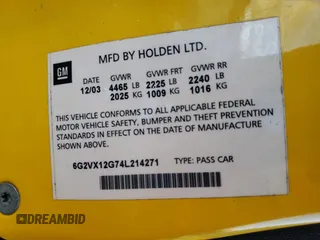 MFD BY HOLDEN LTD.
GM
12/03
GVWR GVWR FRT GVWR RR
4465 LB 2225 LB 2240 LB
2025 KG 1009 KG 1016 KG
THIS VEHICLE CONFORMS TO ALL APPLICABLE FEDERAL
MOTOR VEHICLE SAFETY, BUMPER AND THEFT PREVENTION
STANDARDS IN EFFECT ON THE DATE OF MANUFACTURE
SHOWN ABOVE.
6G2VX12G74L214271 TYPE: PASS CAR
DREAMBID